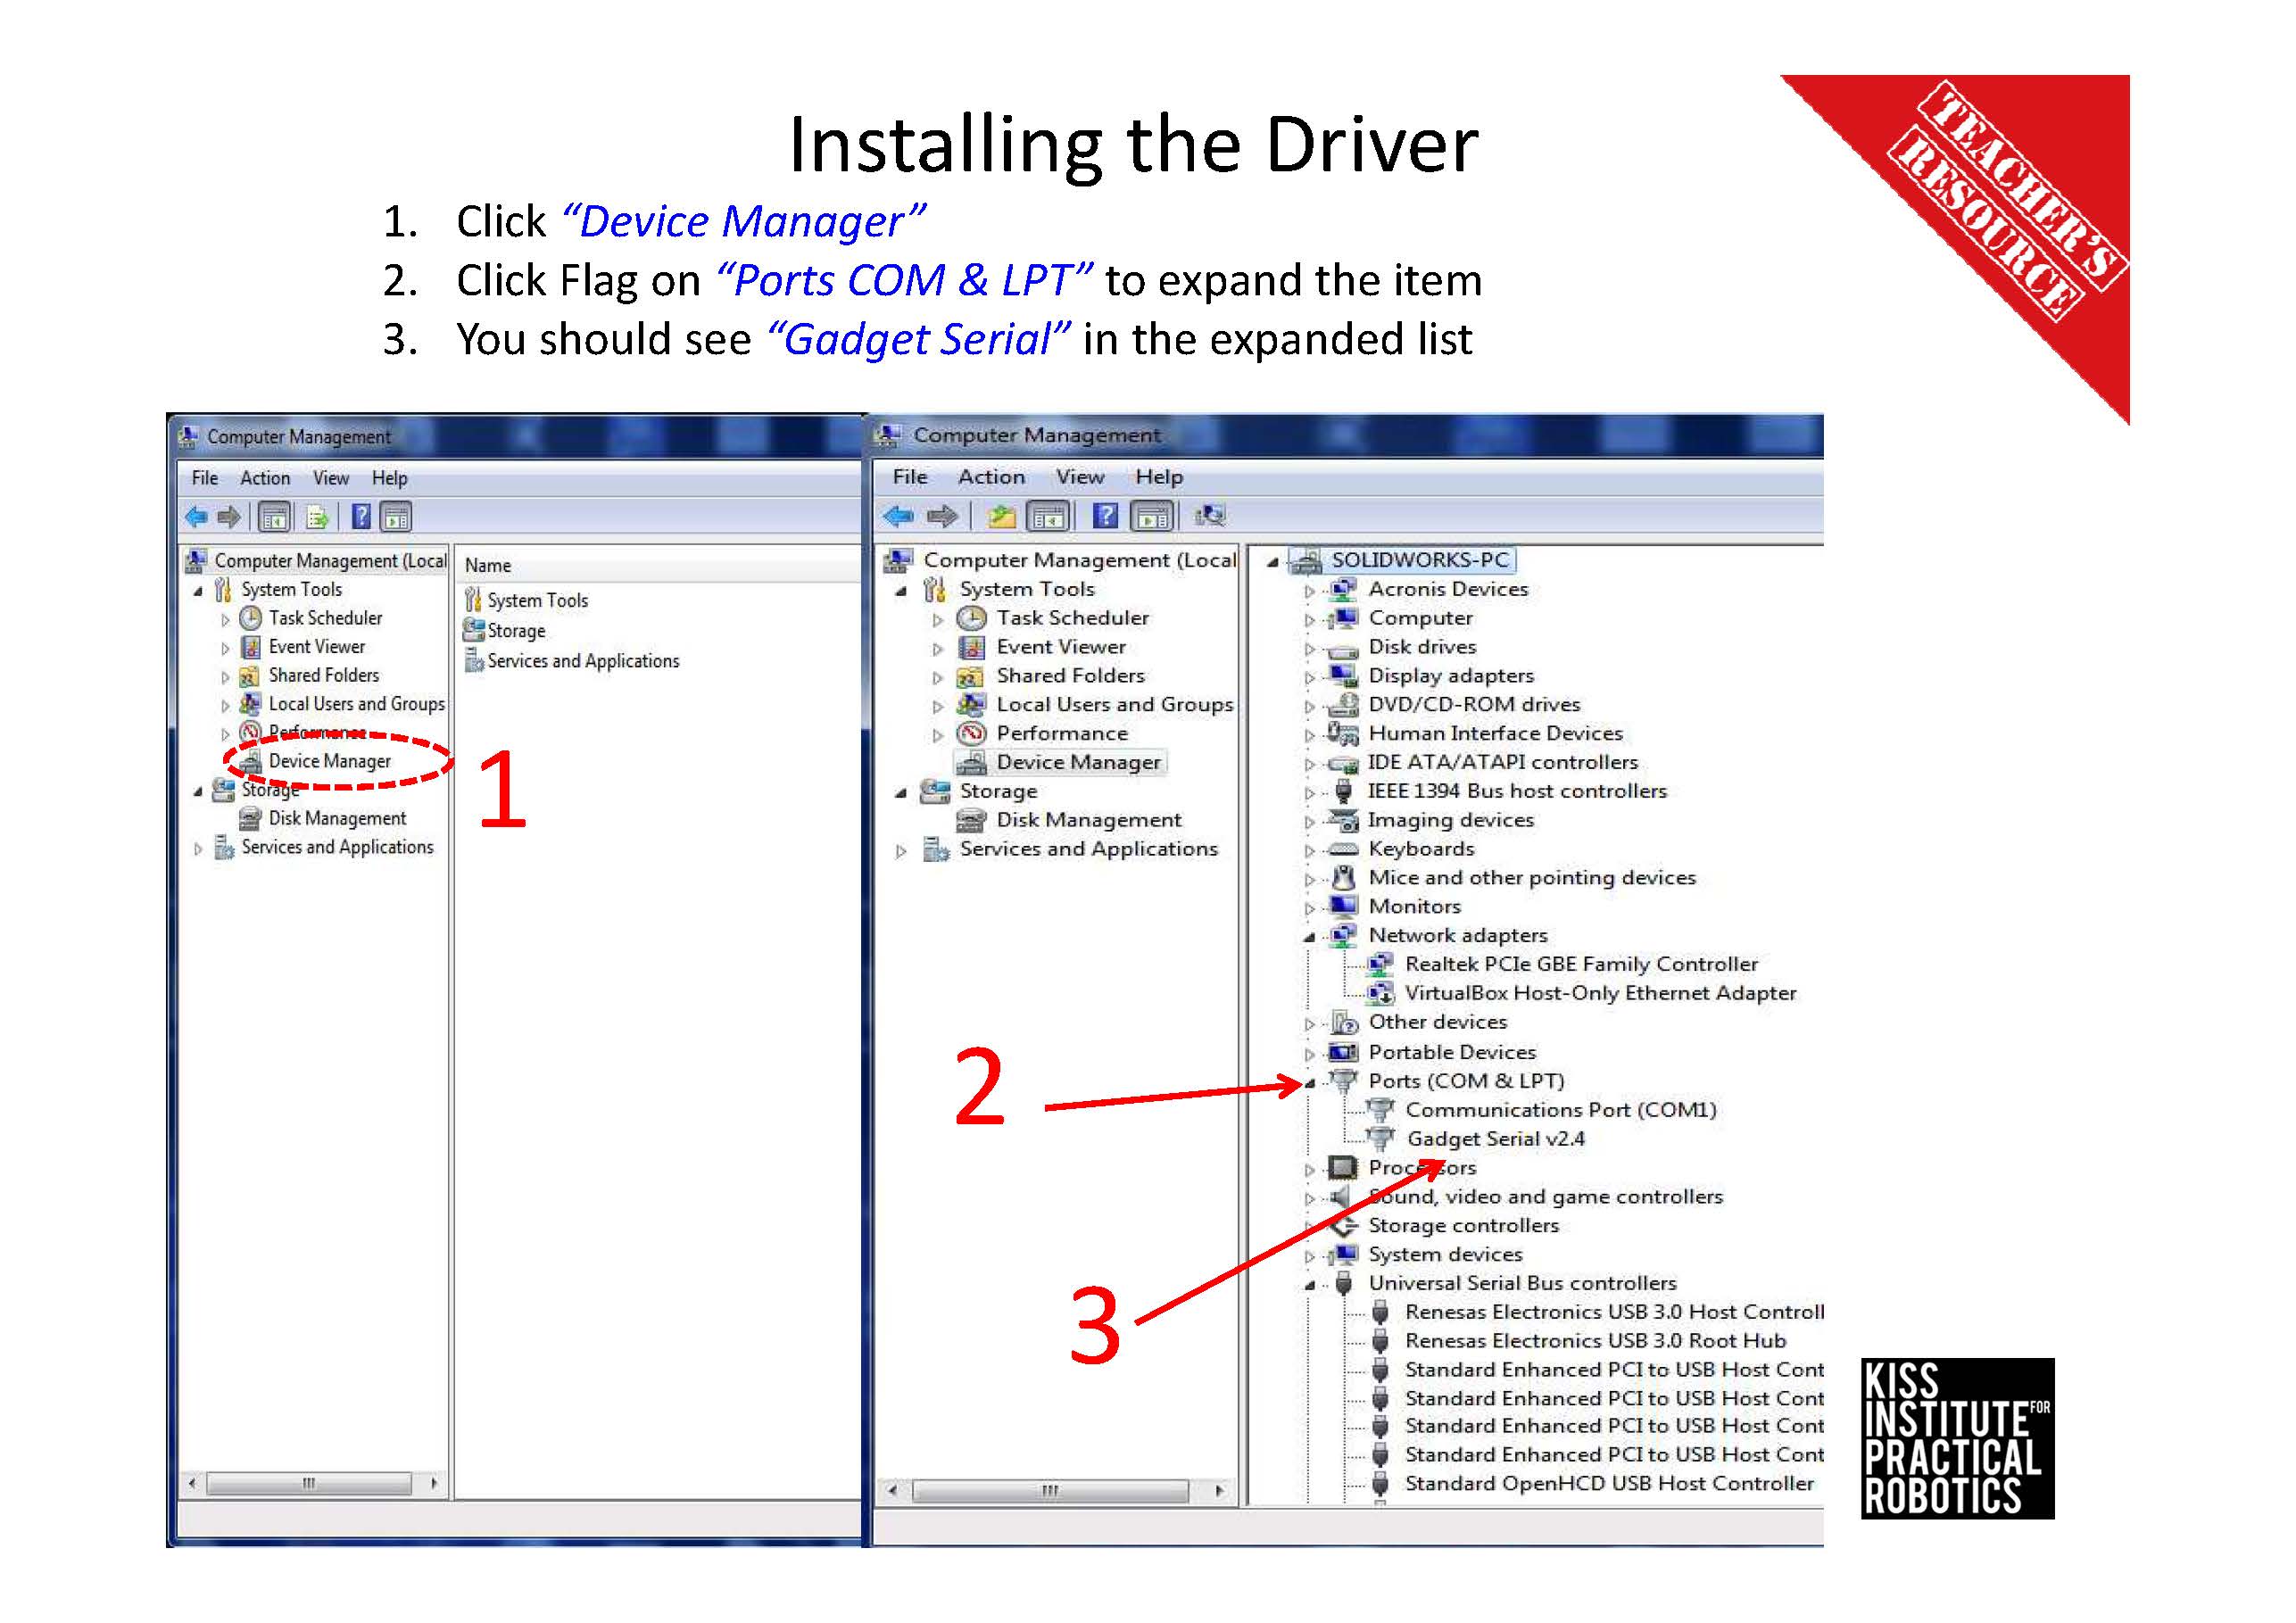 Installing the Driver
TEACHER'S
RESOURCE
1. Click “Device Manager”
2. Click Flag on “Ports COM & LPT” to expand the item
3. You should see “Gadget Serial” in the expanded list
Computer Management
File Action View Help
Computer Management (Local
System Tools
Task Scheduler
Event Viewer
Shared Folders
Local Users and Groups
Performance
Device Manager
Storage
Disk Management
Services and Applications
Name
System Tools
Storage
Services and Applications
1
Computer Management
File Action View Help
Computer Management (Local
System Tools
Task Scheduler
Event Viewer
Shared Folders
Local Users and Groups
Performance
Device Manager
Storage
Disk Management
Services and Applications
2
3
SOLIDWORKS-PC
Acronis Devices
Computer
Disk drives
Display adapters
DVD/CD-ROM drives
Human Interface Devices
IDE ATA/ATAPI controllers
IEEE 1394 Bus host controllers
Imaging devices
Keyboards
Mice and other pointing devices
Monitors
Network adapters
Realtek PCIe GBE Family Controller
VirtualBox Host-Only Ethernet Adapter
Other devices
Portable Devices
Ports (COM & LPT)
Communications Port (COM1)
Gadget Serial v2.4
Processors
Sound, video and game controllers
Storage controllers
System devices
Universal Serial Bus controllers
Renesas Electronics USB 3.0 Host Controll
Renesas Electronics USB 3.0 Root Hub
Standard Enhanced PCI to USB Host Cont
Standard Enhanced PCI to USB Host Cont
Standard Enhanced PCI to USB Host Cont
Standard Enhanced PCI to USB Host Cont
Standard OpenHCD USB Host Controller
KISS
INSTITUTE FOR
PRACTICAL
ROBOTICS